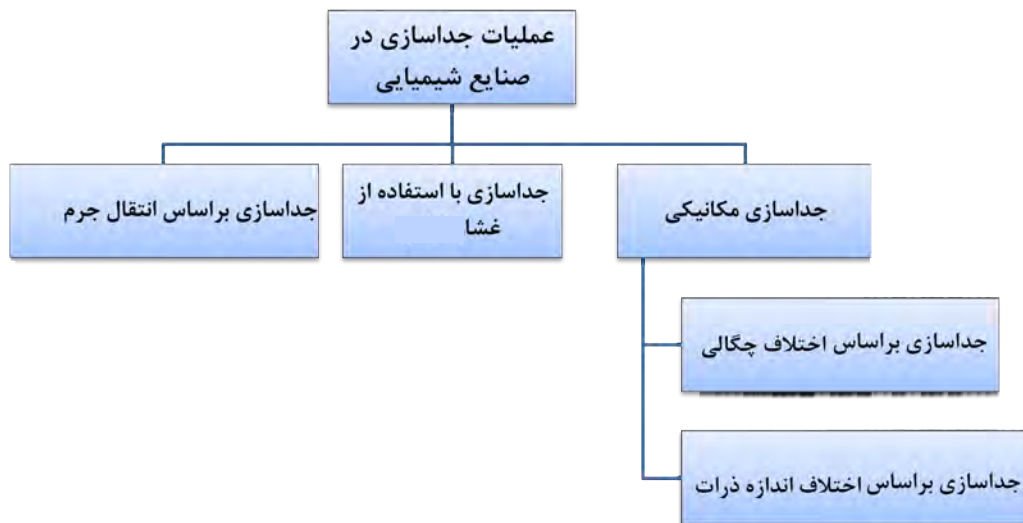 عملیات جداسازی در
صنایع شیمیایی
جداسازی مکانیکی
جداسازی با استفاده از
غشا
جداسازی براساس انتقال جرم
جداسازی براساس اختلاف چگالی
جداسازی براساس اختلاف اندازه ذرات